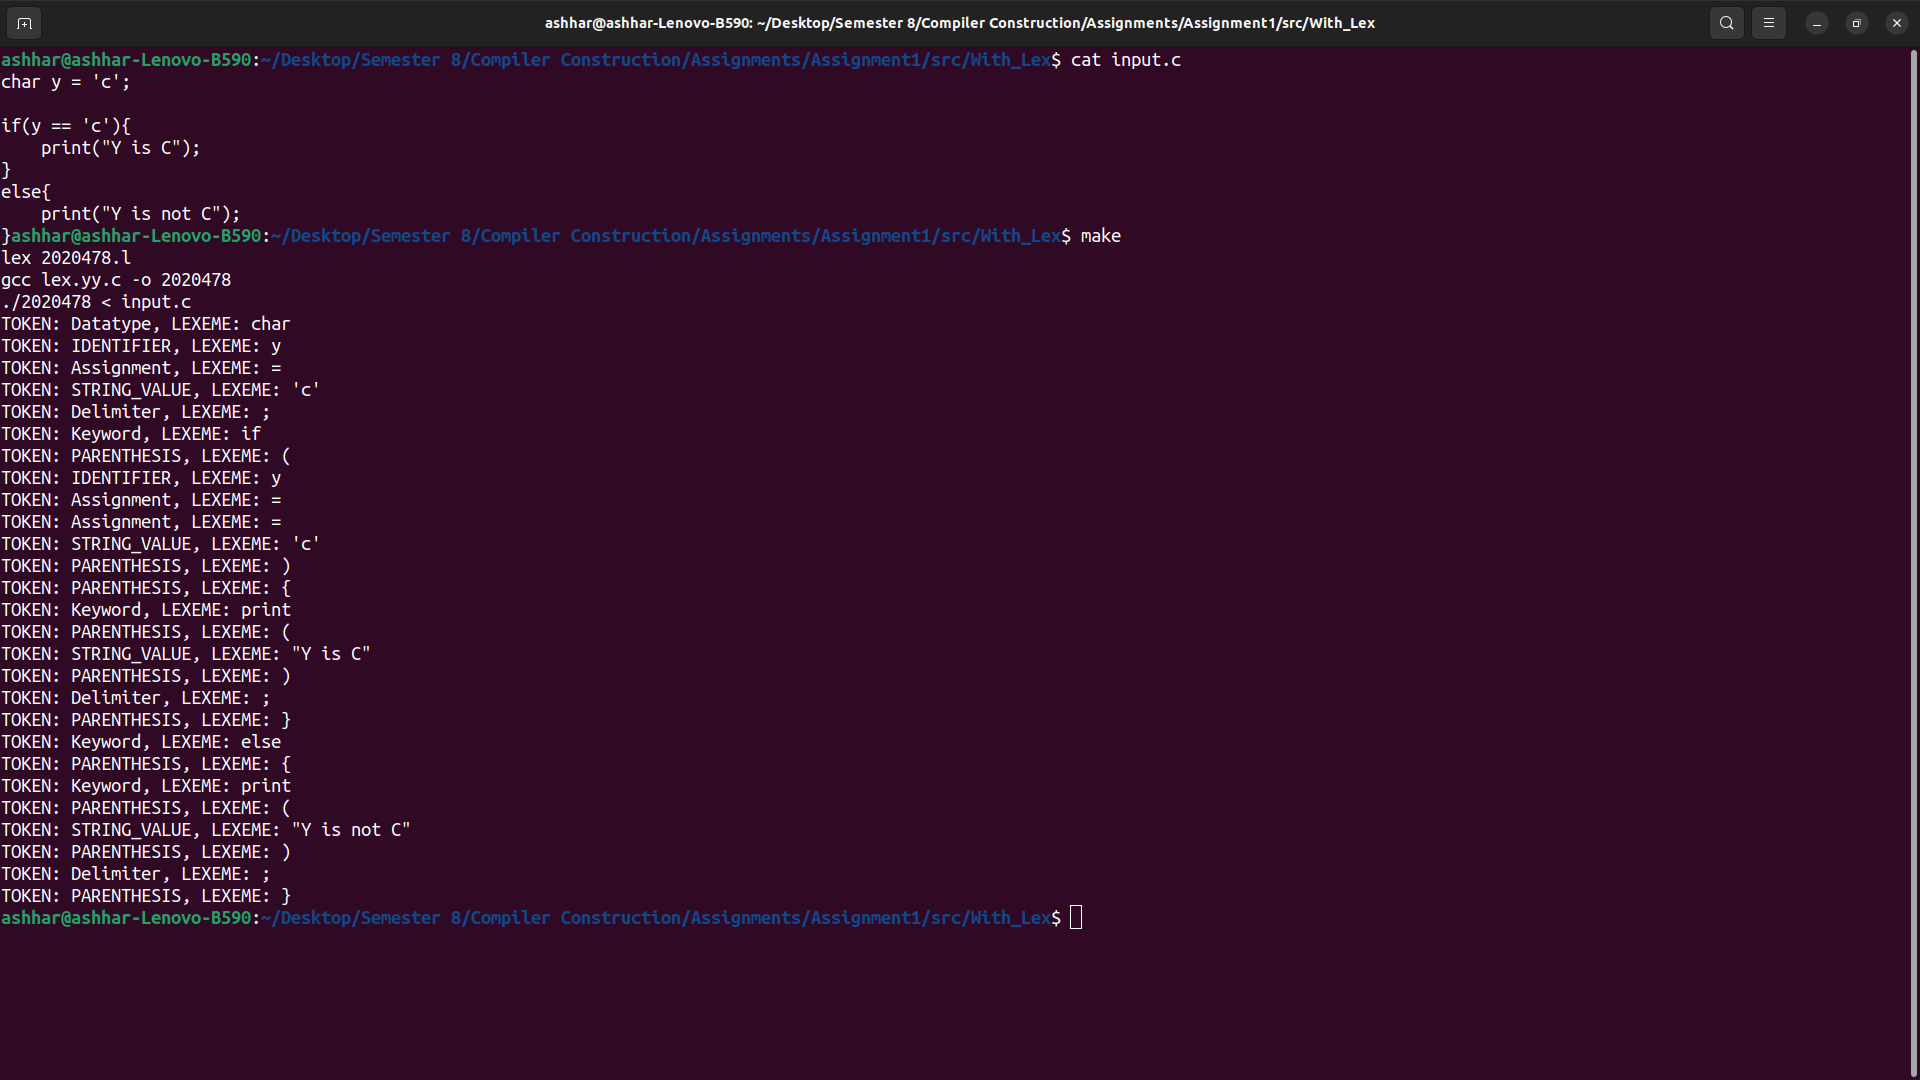 ashhar@ashhar-Lenovo-B590: ~/Desktop/Semester 8/Compiler Construction/Assignments/Assignment1/src/With_Lex
ashhar@ashhar-Lenovo-B590:~/Desktop/Semester 8/Compiler Construction/Assignments/Assignment1/src/With_Lex$ cat input.c
char y = 'c';

if(y == 'c'){
    print("Y is C");
}
else{
    print("Y is not C");
}ashhar@ashhar-Lenovo-B590:~/Desktop/Semester 8/Compiler Construction/Assignments/Assignment1/src/With_Lex$ make
lex 2020478.l
gcc lex.yy.c -o 2020478
./2020478 < input.c
TOKEN: Datatype, LEXEME: char
TOKEN: IDENTIFIER, LEXEME: y
TOKEN: Assignment, LEXEME: =
TOKEN: STRING_VALUE, LEXEME: 'c'
TOKEN: Delimiter, LEXEME: ;
TOKEN: Keyword, LEXEME: if
TOKEN: PARENTHESIS, LEXEME: (
TOKEN: IDENTIFIER, LEXEME: y
TOKEN: Assignment, LEXEME: =
TOKEN: Assignment, LEXEME: =
TOKEN: STRING_VALUE, LEXEME: 'c'
TOKEN: PARENTHESIS, LEXEME: )
TOKEN: PARENTHESIS, LEXEME: {
TOKEN: Keyword, LEXEME: print
TOKEN: PARENTHESIS, LEXEME: (
TOKEN: STRING_VALUE, LEXEME: "Y is C"
TOKEN: PARENTHESIS, LEXEME: )
TOKEN: Delimiter, LEXEME: ;
TOKEN: PARENTHESIS, LEXEME: }
TOKEN: Keyword, LEXEME: else
TOKEN: PARENTHESIS, LEXEME: {
TOKEN: Keyword, LEXEME: print
TOKEN: PARENTHESIS, LEXEME: (
TOKEN: STRING_VALUE, LEXEME: "Y is not C"
TOKEN: PARENTHESIS, LEXEME: )
TOKEN: Delimiter, LEXEME: ;
TOKEN: PARENTHESIS, LEXEME: }
ashhar@ashhar-Lenovo-B590:~/Desktop/Semester 8/Compiler Construction/Assignments/Assignment1/src/With_Lex$